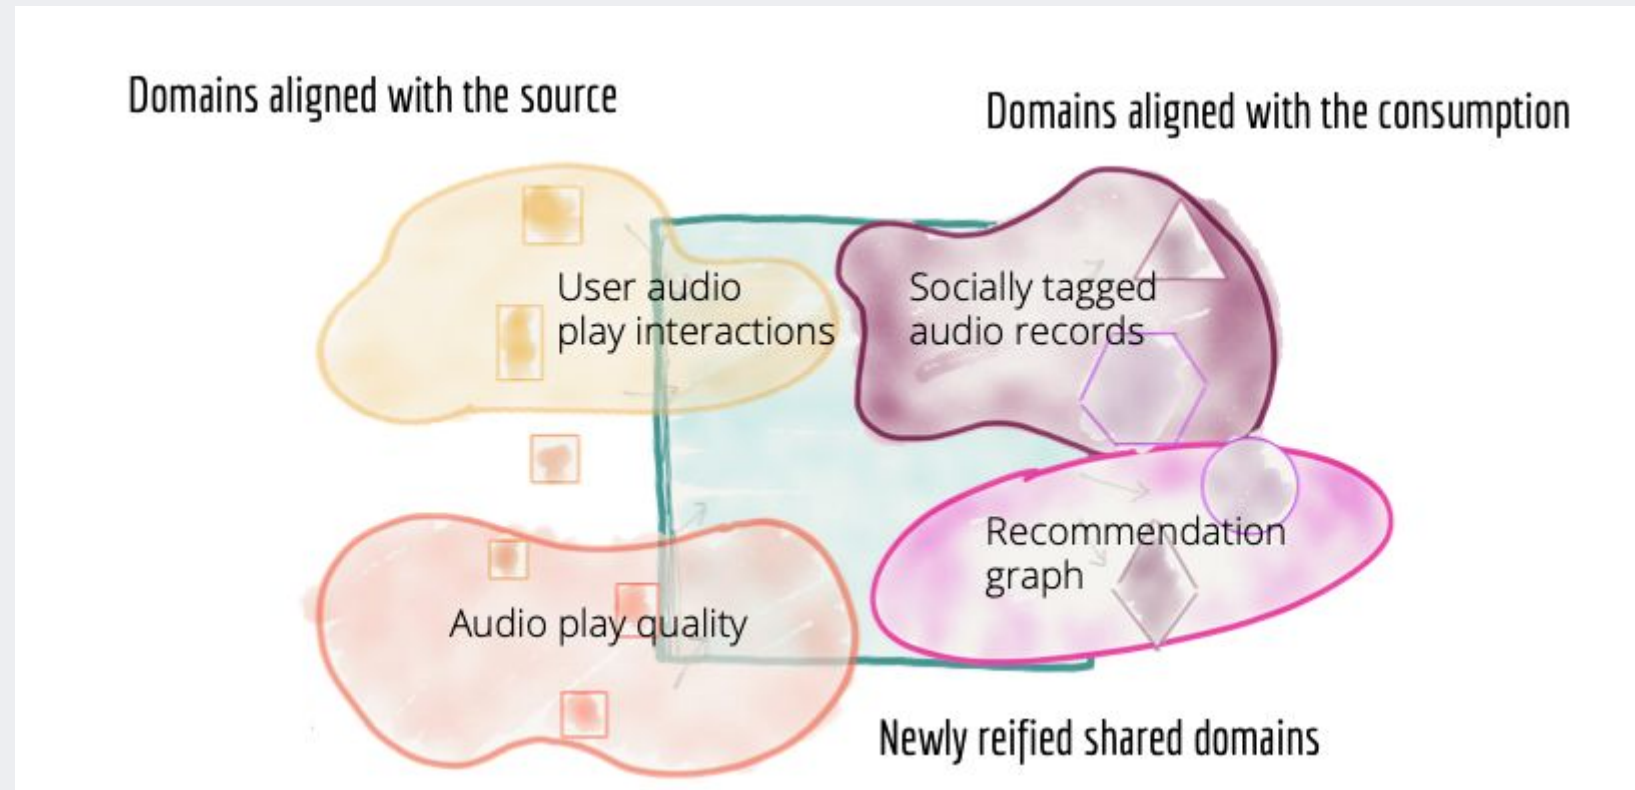 Domains aligned with the source
Domains aligned with the consumption
User audio
play interactions
Socially tagged
audio records
Recommendation
graph
Audio play quality
Newly reified shared domains